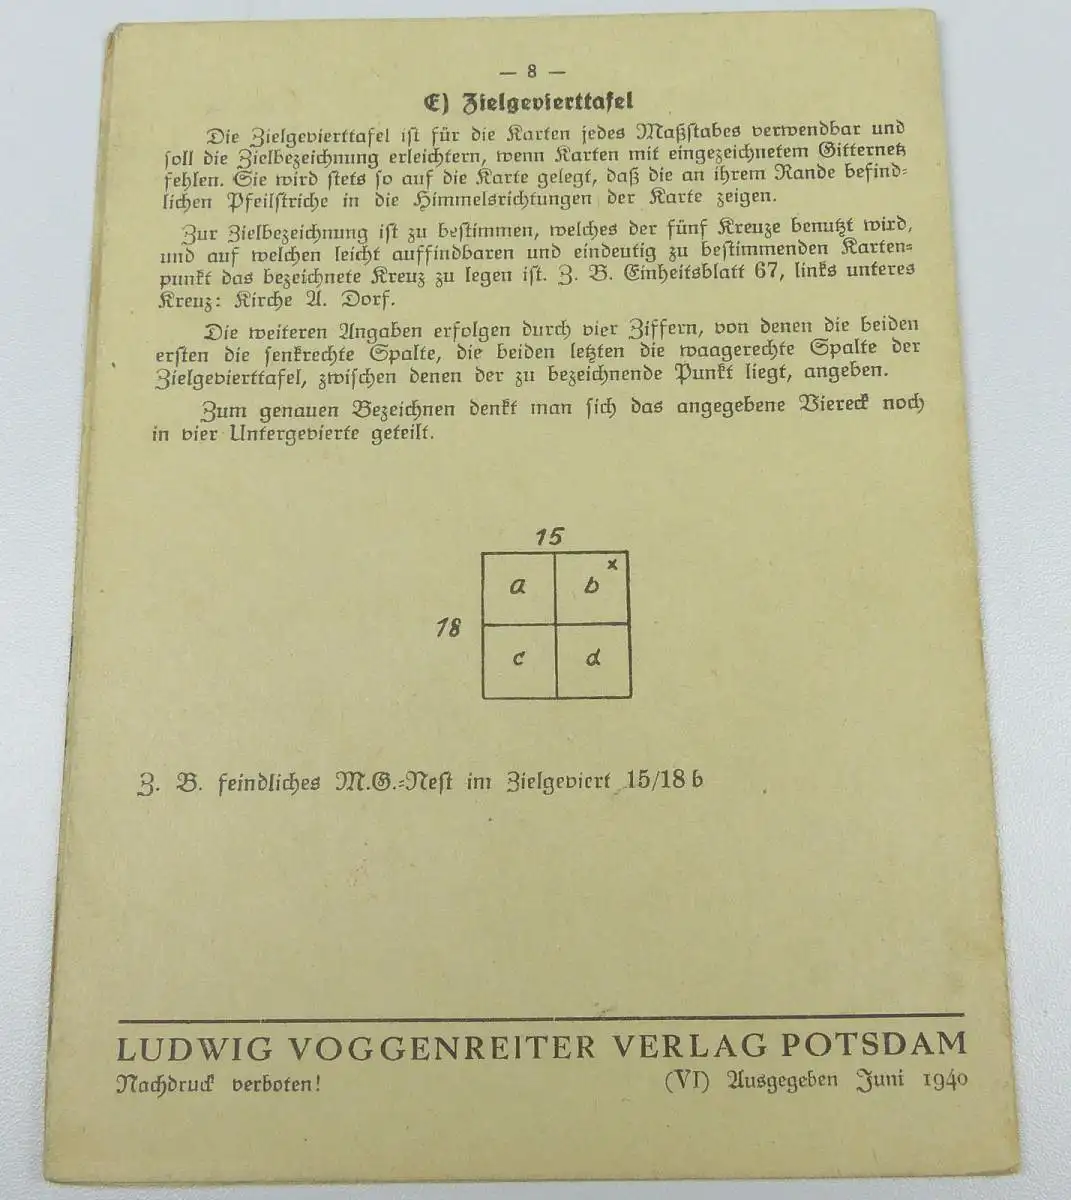 — 8 —
E) Zielgevierttafel
Die Zielgevierttafel ist für die Karten jedes Maßstabes verwendbar und
soll die Zielbezeichnung erleichtern, wenn Karten mit eingezeichnetem Gitternetz
fehlen. Sie wird stets so auf die Karte gelegt, daß die an ihrem Rande befind-
lichen Pfeilstriche in die Himmelsrichtungen der Karte zeigen.
Zur Zielbezeichnung ist zu bestimmen, welches der fünf Kreuze benutzt wird,
und auf welchen leicht auffindbaren und eindeutig zu bestimmenden Karten-
punkt das bezeichnete Kreuz zu legen ist. Z. B. Einheitsblatt 67, links unteres
Kreuz: Kirche A. Dorf.
Die weiteren Angaben erfolgen durch vier Ziffern, von denen die beiden
ersten die senkrechte Spalte, die beiden letzten die waagerechte Spalte der
Zielgevierttafel, zwischen denen der zu bezeichnende Punkt liegt, angeben.
Zum genauen Bezeichnen denkt man sich das angegebene Viereck noch
in vier Untergevierte geteilt.
15
a b x
18
c d
Z. B. feindliches M.G.-Nest im Zielgeviert 15/18 b
LUDWIG VOGGENREITER VERLAG POTSDAM
Nachdruck verboten! (VI) Ausgegeben Juni 1940